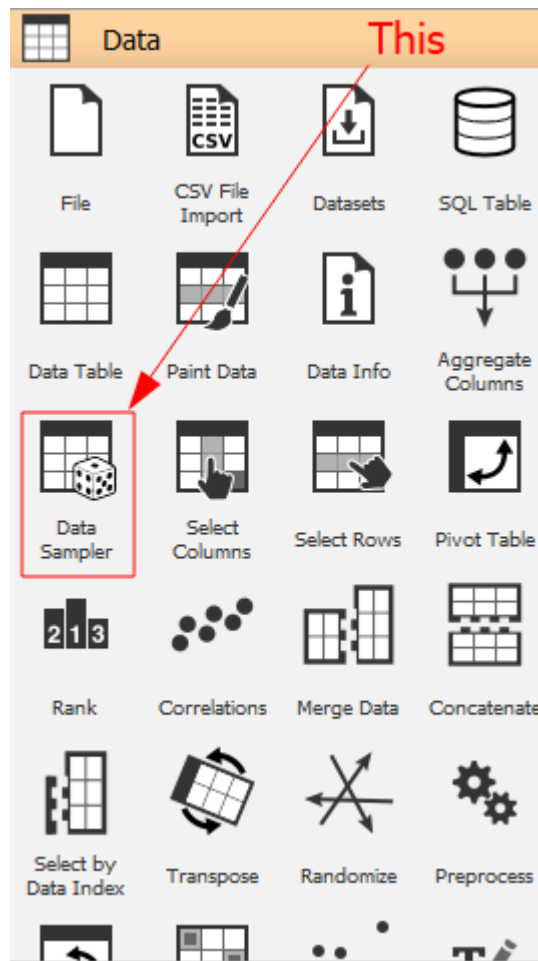 Data
This
CSV
File
CSV File
Import
Datasets
SQL Table
Data Table
Paint Data
Data Info
Aggregate
Columns
Data
Sampler
Select
Columns
Select Rows
Pivot Table
2 1 3
Rank
Correlations
Merge Data
Concatenate
Select by
Data Index
Transpose
Randomize
Preprocess